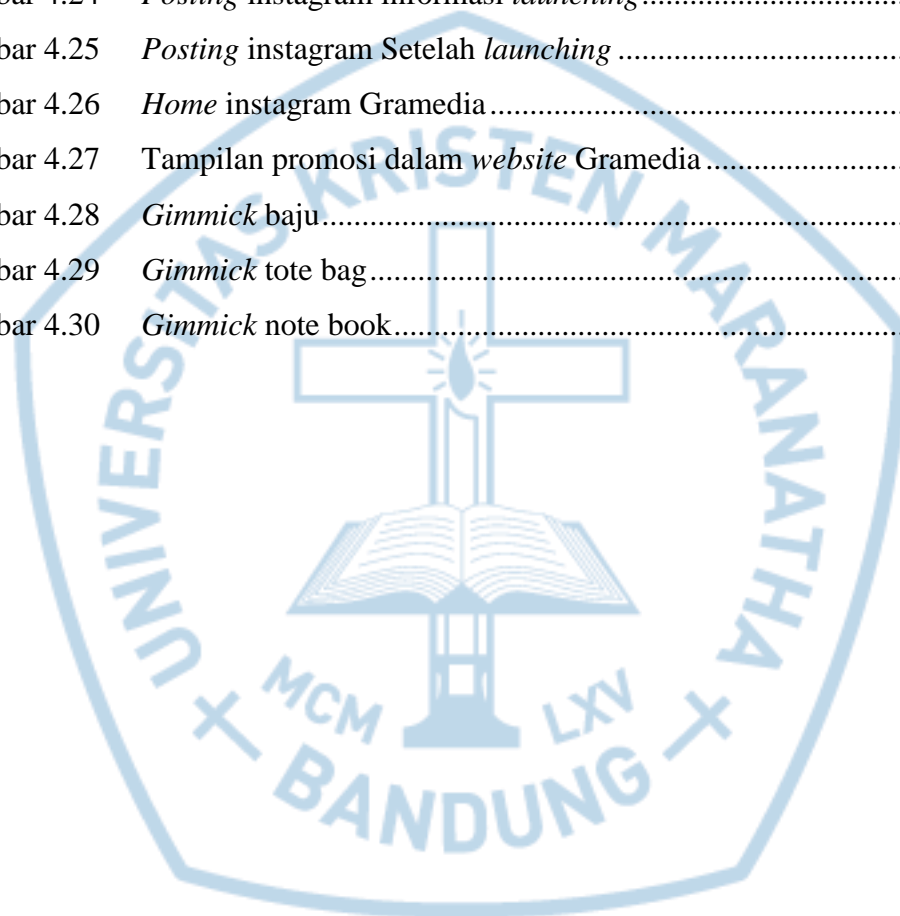 bar 4.24 Posting instagram informasi launching
bar 4.25 Posting instagram Setelah launching
bar 4.26 Home instagram Gramedia
bar 4.27 Tampilan promosi dalam website Gramedia
bar 4.28 Gimmick baju
bar 4.29 Gimmick tote bag
bar 4.30 Gimmick note book
UNIVERSITAS KRISTEN MARANATHA
MCM LXV
BANDUNG